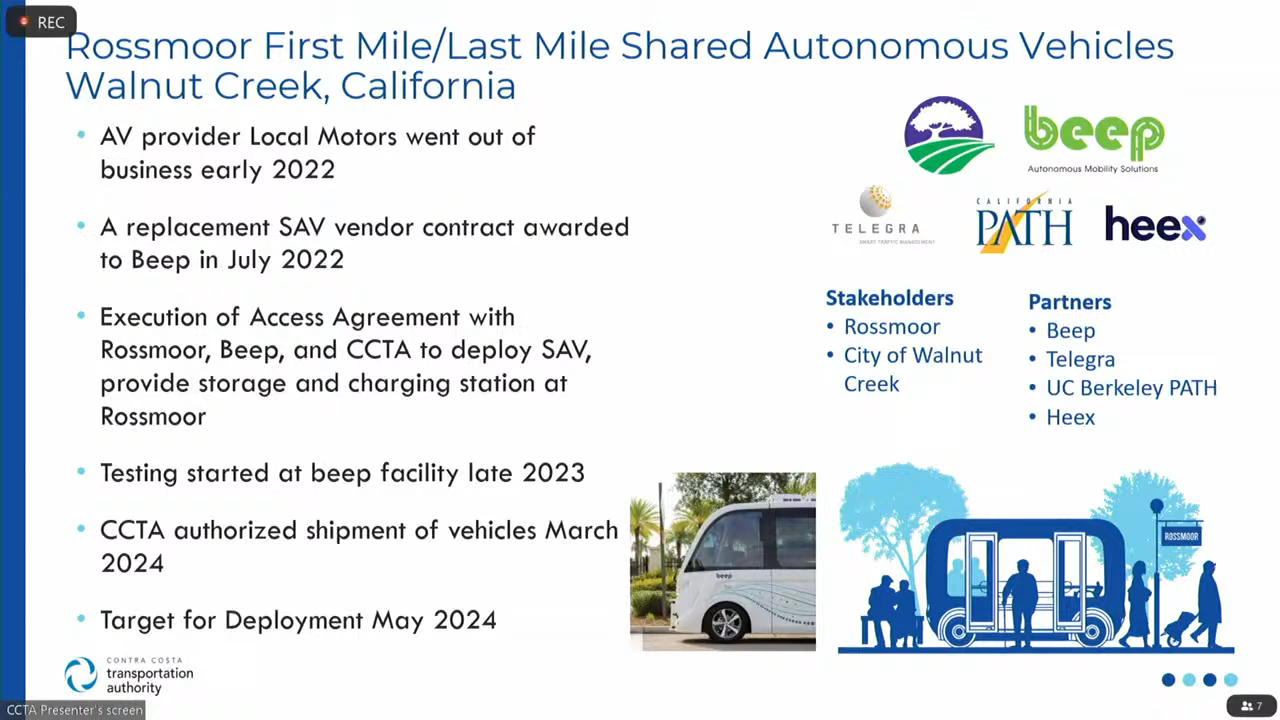 REC
Rossmoor First Mile/Last Mile Shared Autonomous Vehicles
Walnut Creek, California
• AV provider Local Motors went out of
business early 2022
• A replacement SAV vendor contract awarded
to Beep in July 2022
• Execution of Access Agreement with
Rossmoor, Beep, and CCTA to deploy SAV,
provide storage and charging station at
Rossmoor
• Testing started at beep facility late 2023
• CCTA authorized shipment of vehicles March
2024
• Target for Deployment May 2024
beep
Autonomous Mobility Solutions
TELEGRA
SMART TRAFFIC MANAGEMENT
CALIFORNIA
PATH
heex
Stakeholders
• Rossmoor
• City of Walnut
Creek
Partners
• Beep
• Telegra
• UC Berkeley PATH
• Heex
beep
ROSSMOOR
CONTRA COSTA
transportation
authority
CCTA Presenter's screen
7